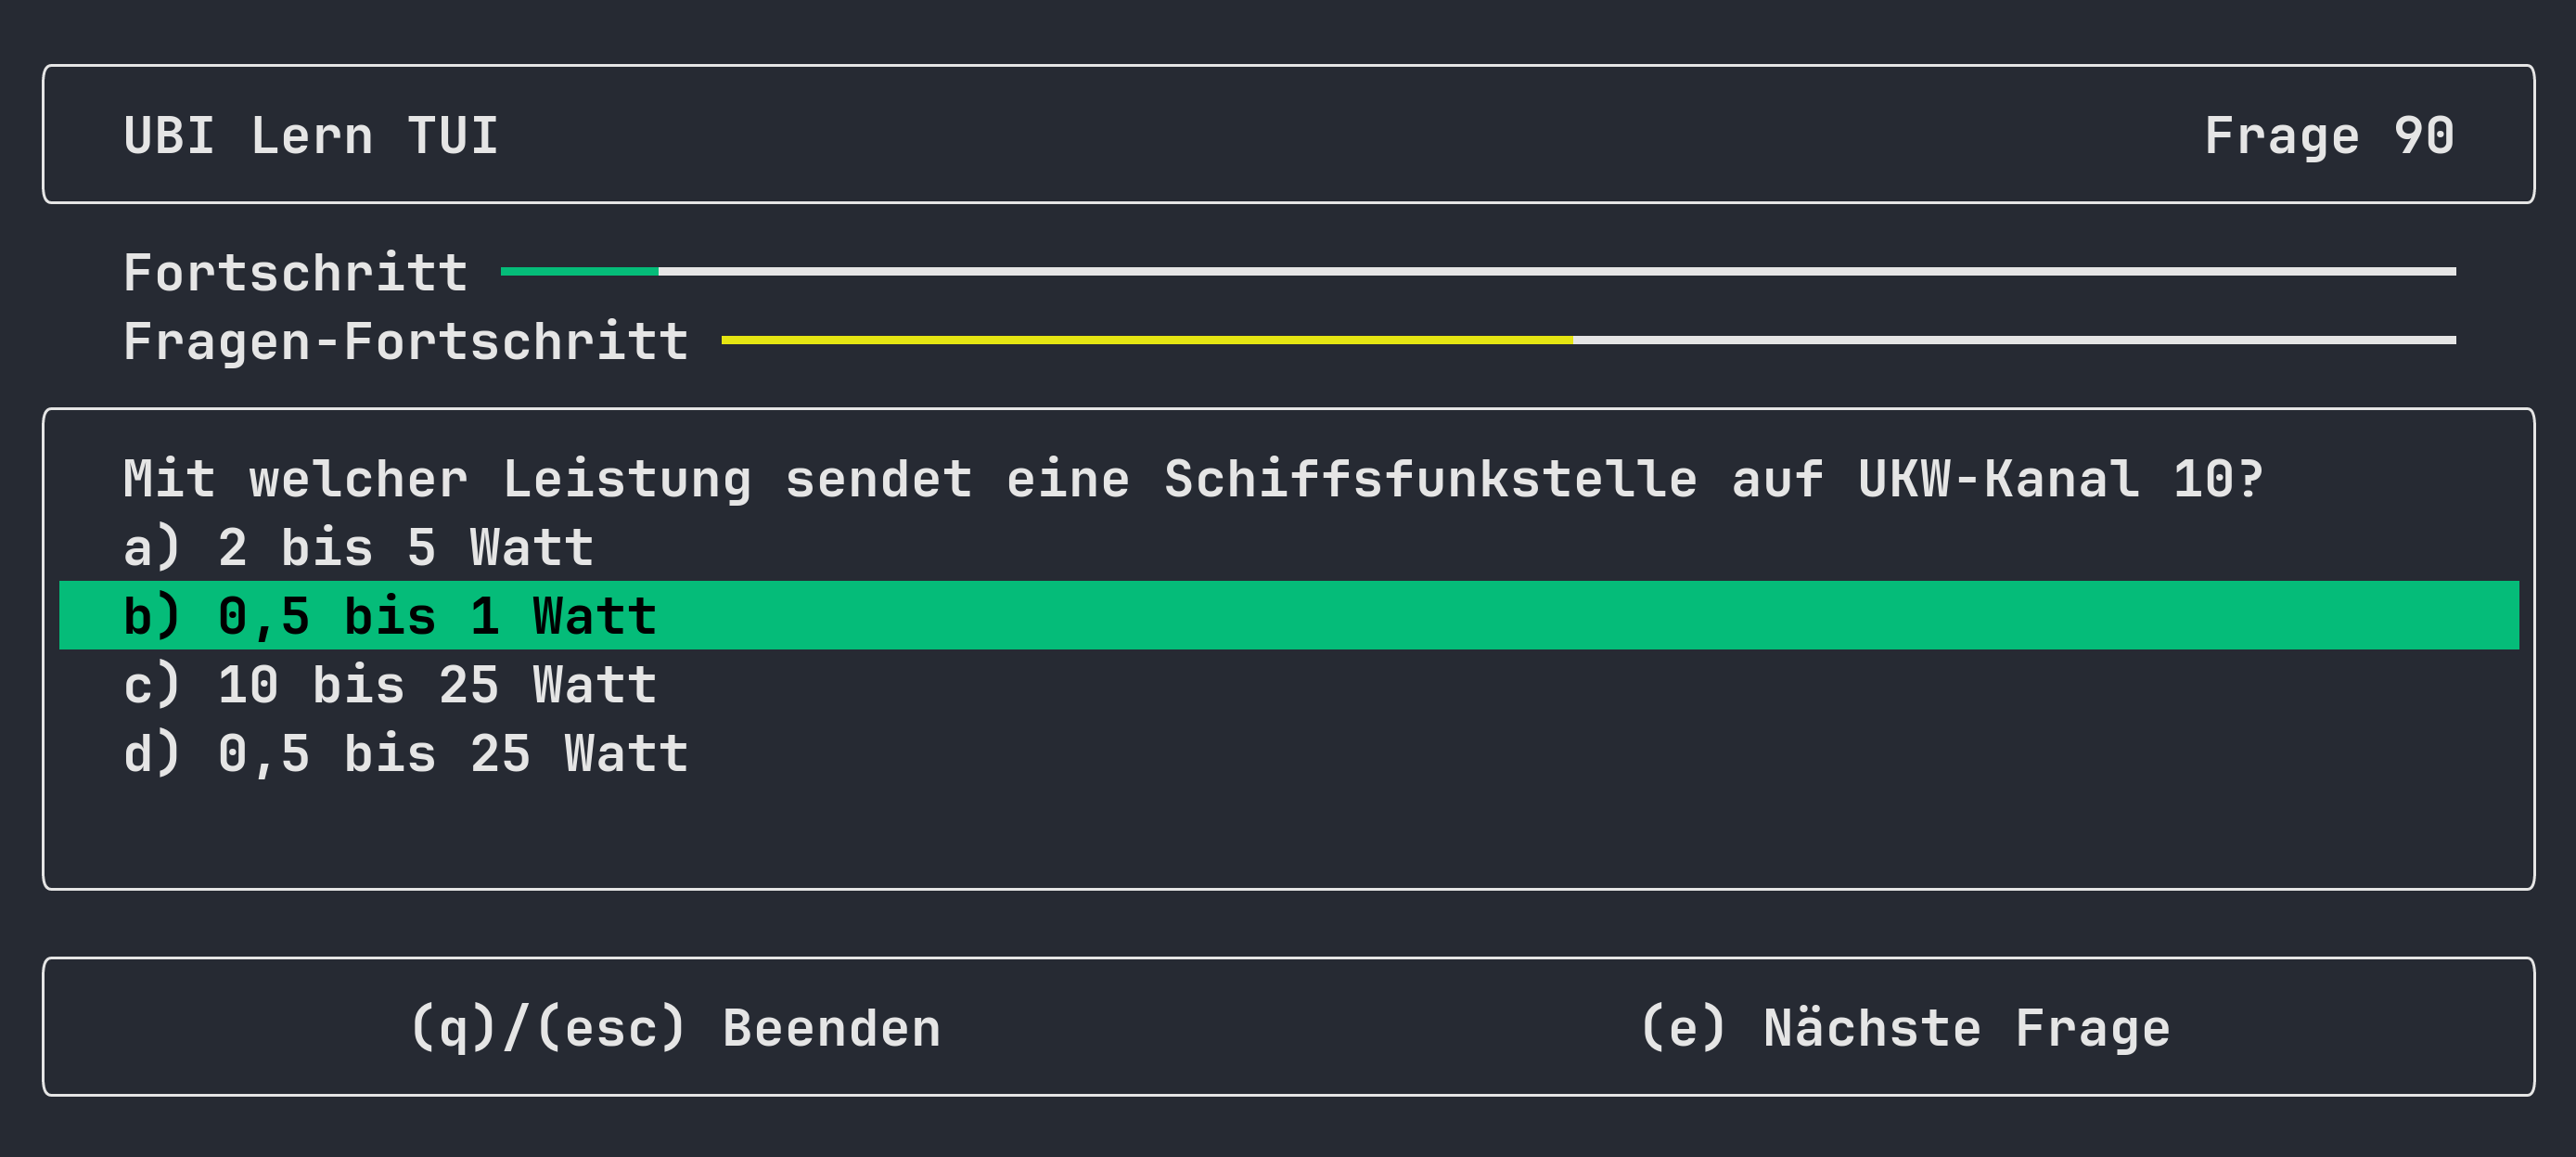 UBI Lern TUI Frage 90
Fortschritt
Fragen-Fortschritt
Mit welcher Leistung sendet eine Schiffsfunkstelle auf UKW-Kanal 10?
a) 2 bis 5 Watt
b) 0,5 bis 1 Watt
c) 10 bis 25 Watt
d) 0,5 bis 25 Watt
(q)/(esc) Beenden (e) Nächste Frage